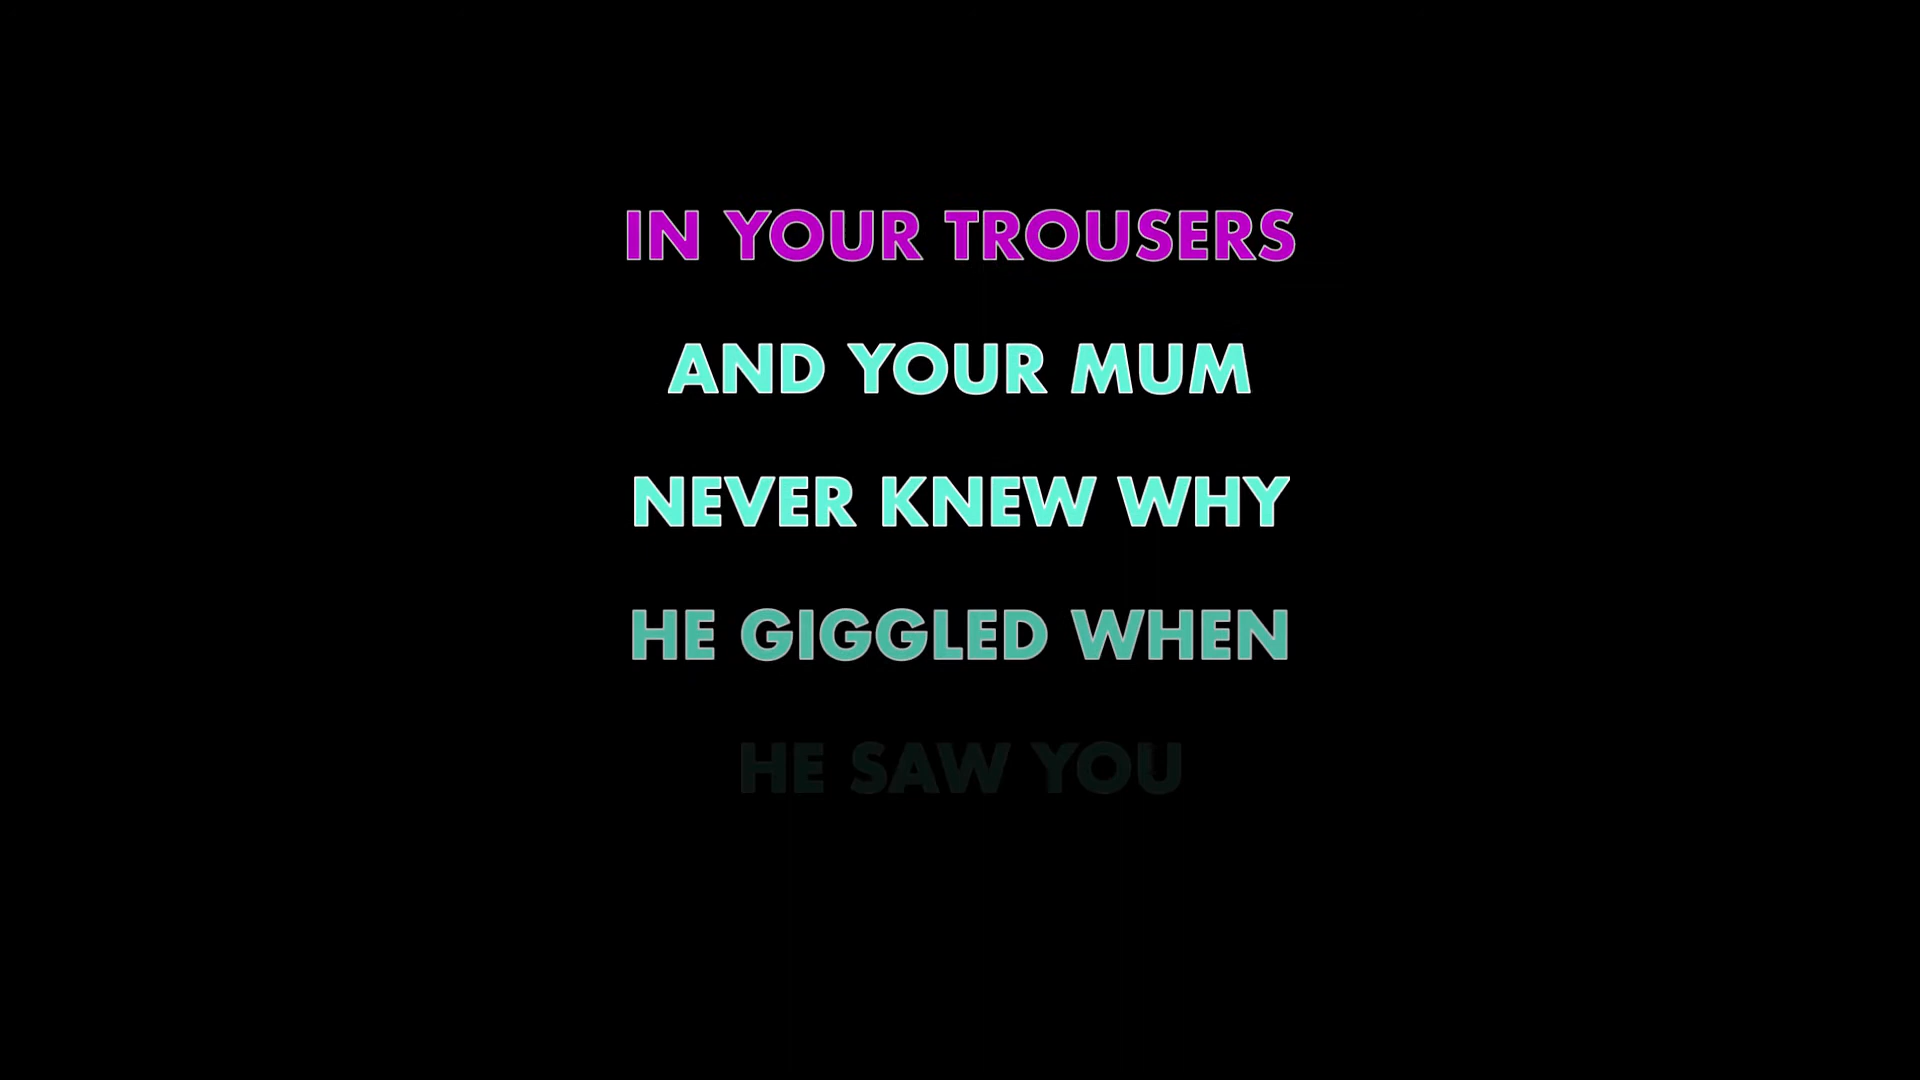 IN YOUR TROUSERS
AND YOUR MUM
NEVER KNEW WHY
HE GIGGLED WHEN
HE SAW YOU